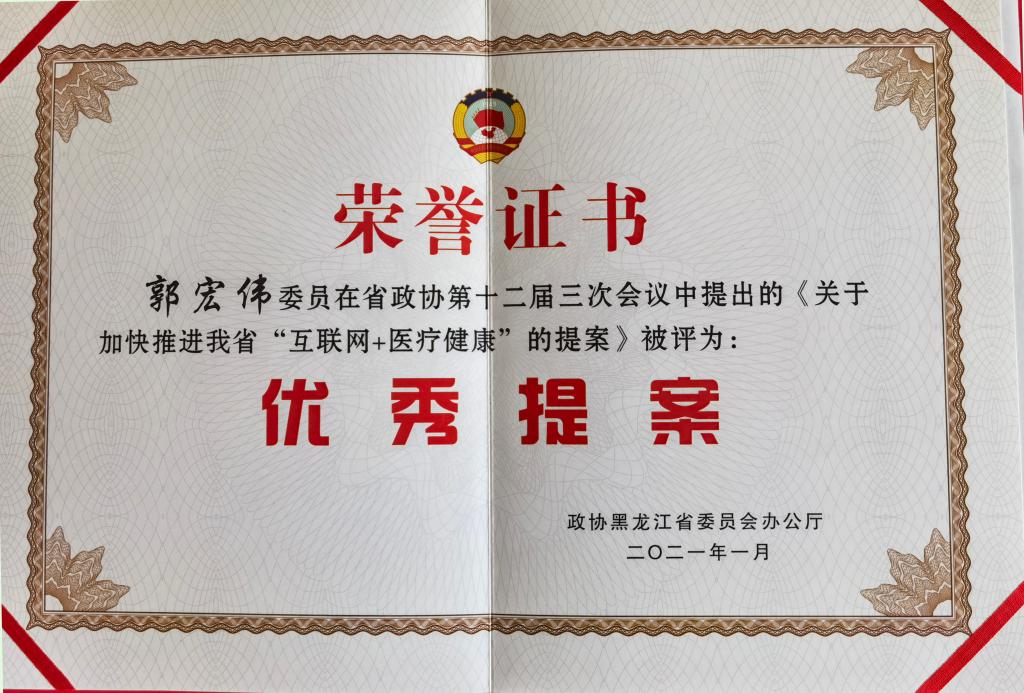 荣誉证书
郭宏伟委员在省政协第十二届三次会议中提出的《关于
加快推进我省“互联网+医疗健康”的提案》被评为：
优秀提案
政协黑龙江省委员会办公厅
二〇二一年一月